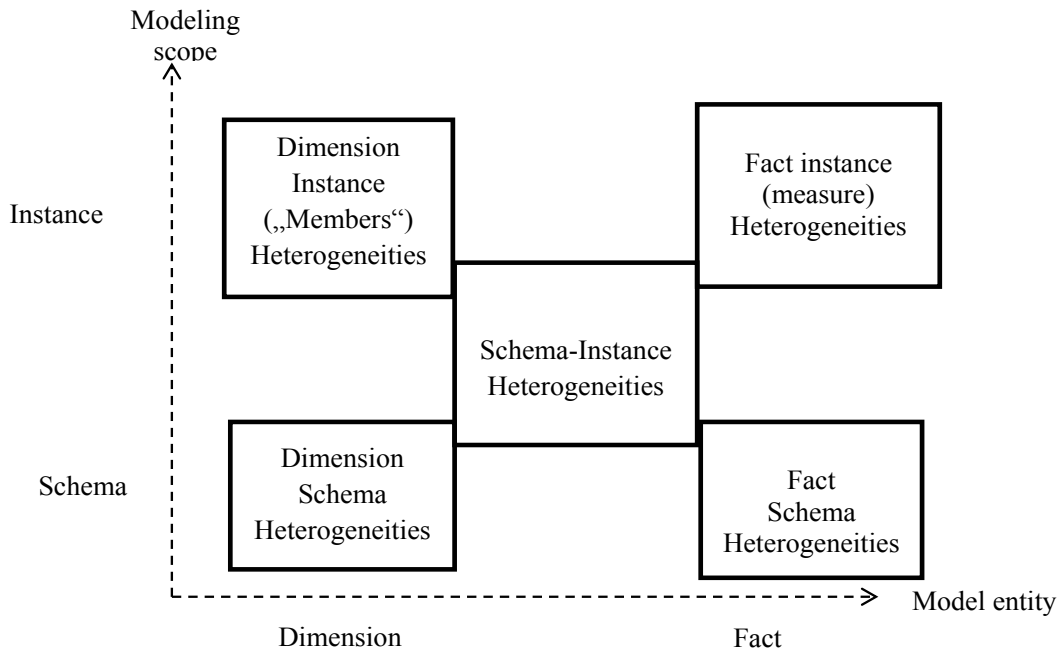 Modeling
scope
Dimension
Instance
(„Members“)
Heterogeneities
Fact instance
(measure)
Heterogeneities
Instance
Schema-Instance
Heterogeneities
Dimension
Schema
Heterogeneities
Fact
Schema
Heterogeneities
Schema
Model entity
Dimension
Fact